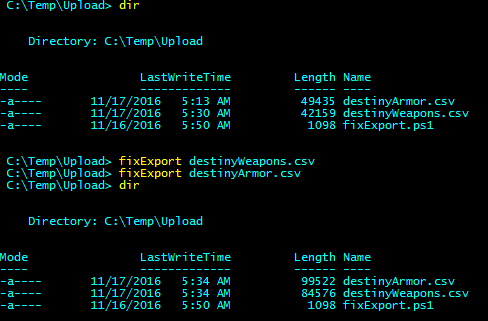 C:\Temp\Upload> dir
Directory: C:\Temp\Upload
Mode LastWriteTime Length Name
---- ------------- ------ ----
-a---- 11/17/2016 5:13 AM 49435 destinyArmor.csv
-a---- 11/17/2016 5:30 AM 42159 destinyWeapons.csv
-a---- 11/16/2016 5:50 AM 1098 fixExport.ps1
C:\Temp\Upload> fixExport destinyWeapons.csv
C:\Temp\Upload> fixExport destinyArmor.csv
C:\Temp\Upload> dir
Directory: C:\Temp\Upload
Mode LastWriteTime Length Name
---- ------------- ------ ----
-a---- 11/17/2016 5:34 AM 99522 destinyArmor.csv
-a---- 11/17/2016 5:34 AM 84576 destinyWeapons.csv
-a---- 11/16/2016 5:50 AM 1098 fixExport.ps1